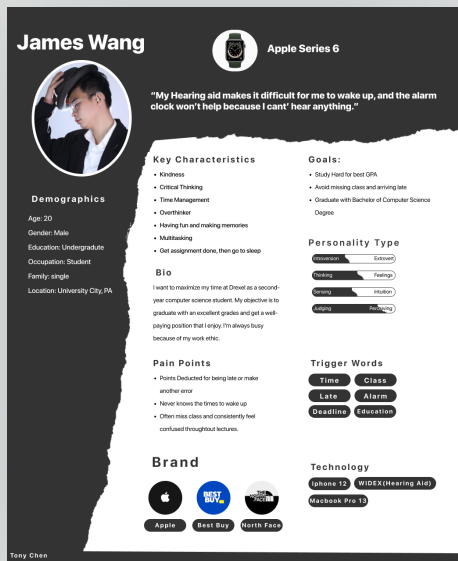 James Wang
Apple Series 6
“My Hearing aid makes it difficult for me to wake up, and the alarm
clock won’t help because I cant’ hear anything.”
Demographics
Age: 20
Gender: Male
Education: Undergradute
Occupation: Student
Family: single
Location: University City, PA
Key Characteristics
• Kindness
• Critical Thinking
• Time Management
• Overthinker
• Having fun and making memories
• Multitasking
• Get assignment done, then go to sleep
Bio
I want to maximize my time at Drexel as a second-
year computer science student. My objective is to
graduate with an excellent grades and get a well-
paying position that I enjoy. I'm always busy
because of my work ethic.
Pain Points
• Points Deducted for being late or make
another error
• Never knows the times to wake up
• Often miss class and consistently feel
confused throughtout lectures.
Goals:
• Study Hard for best GPA
• Avoid missing class and arriving late
• Graduate with Bachelor of Computer Science
Degree
Personality Type
Introversion Extrovert
Thinking Feelings
Sensing Intuition
Judging Perceiving
Trigger Words
Time Class
Late Alarm
Deadline Education
Brand
BEST
BUY
THE
NORTH
FACE
Apple Best Buy North Face
Technology
Iphone 12 WIDEX(Hearing Aid)
Macbook Pro 13
Tony Chen